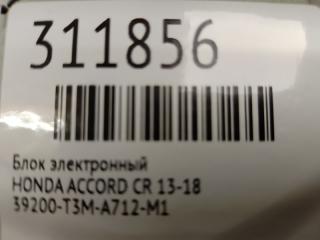 311856
Блок электронный
HONDA ACCORD CR 13-18
39200-T3M-A712-M1